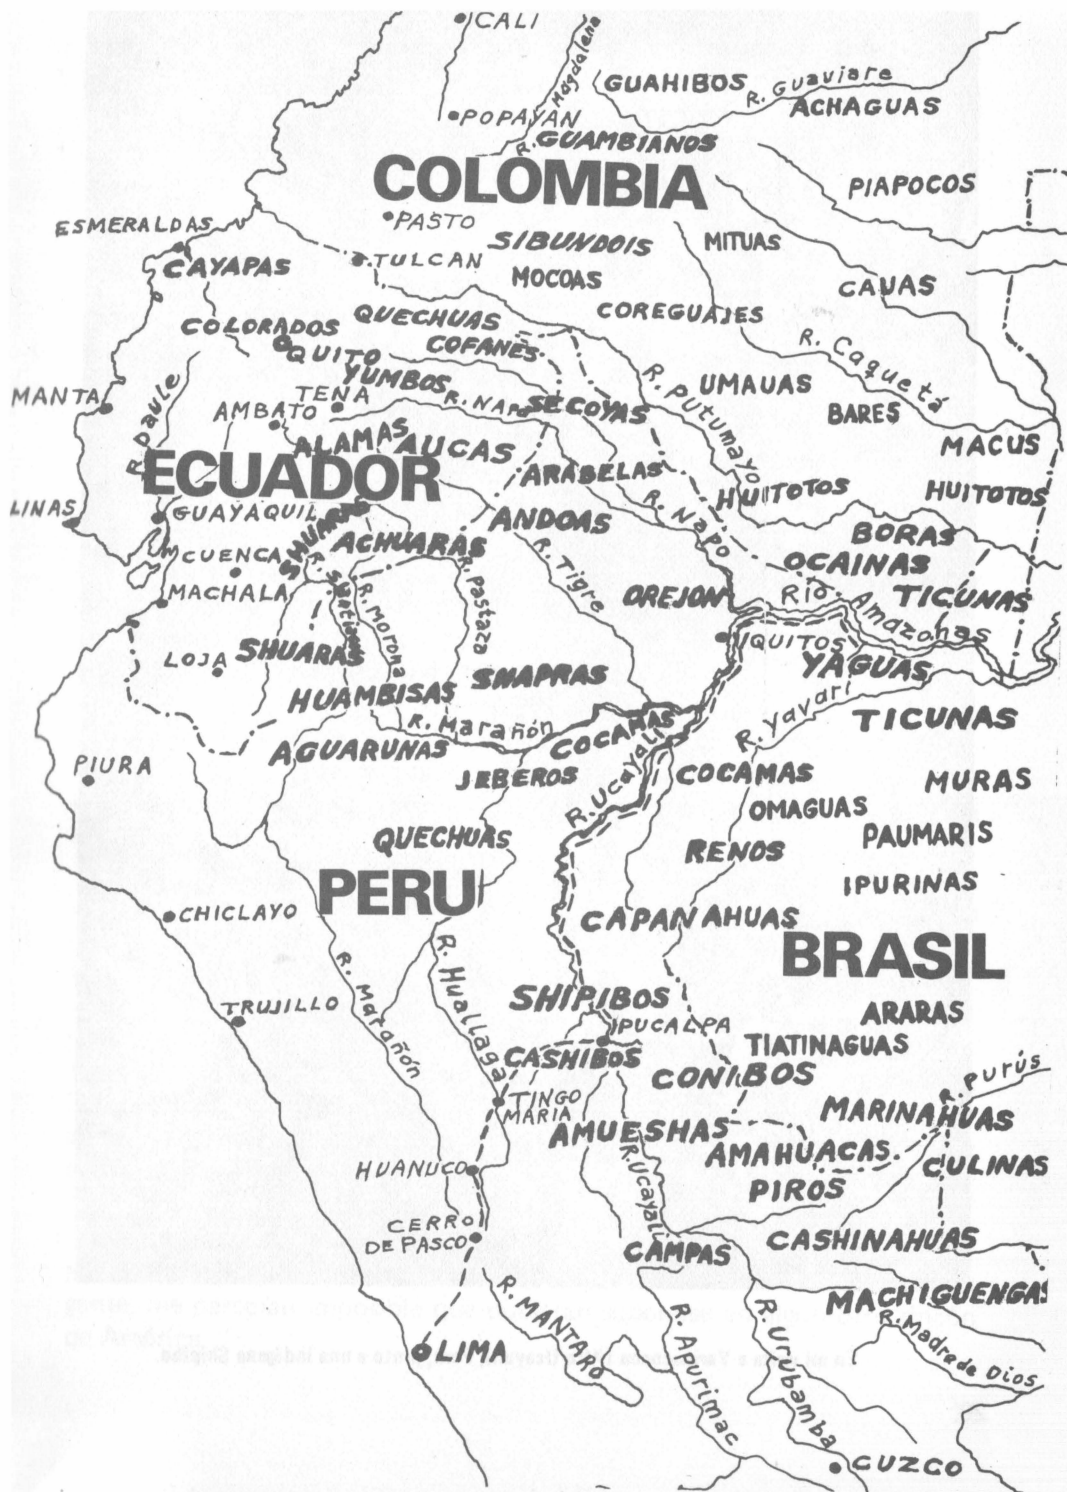 CALI
R. Magdalena
GUAHIBOS
R. Guaviare
ACHAGUAS
POPAYAN
GUAMBIANOS
COLOMBIA
PIAPOCOS
PASTO
ESMERALDAS
SIBUNDOIS
MITUAS
TULCAN
CAYAPAS
MOCOAS
CAUAS
COREGUAJES
QUECHUAS
COLORADOS
COFANES
R. Caquetá
QUITO
YUMBOS
R. NAPO
SECOYAS
R. PUTUMAYO
UMAUAS
BARES
MANTA
R. Daule
TENA
AMBATO
ALAMAS
AUCAS
MACUS
ECUADOR
ARABELAS
HUITOTOS
HUITOTOS
LINAS
GUAYAQUIL
SHUARAS
ANDOAS
R. Napo
BORAS
ACHUARAS
CUENCA
R. Santiago
R. Tigre
OCAINAS
MACHALA
R. Morona
R. Pastaza
OREJON
Río Amazonas
TICUNAS
LOJA
SHUARAS
IQUITOS
YAGUAS
HUAMBISAS
SHAPRAS
R. Yavarí
R. Marañón
COCAMAS
TICUNAS
AGUARUNAS
PIURA
JEBEROS
R. Ucayali
COCAMAS
MURAS
OMAGUAS
QUECHUAS
RENOS
PAUMARIS
PERU
IPURINAS
CHICLAYO
CAPANAHUAS
BRASIL
R. Marañón
R. Huallaga
SHIPIBOS
TRUJILLO
IPUCALPA
ARARAS
TIATINAGUAS
CASHIBOS
CONIBOS
R. Purús
TINGO
MARIA
MARINAHUAS
AMUESHAS
R. Ucayali
AMAHUACAS
HUANUCO
CULINAS
PIROS
CERRO
DE PASCO
CAMPAS
CASHINAHUAS
R. MANTARO
MACHIGUENGAS
R. Madre de Dios
LIMA
R. Apurimac
R. Urubamba
CUZCO